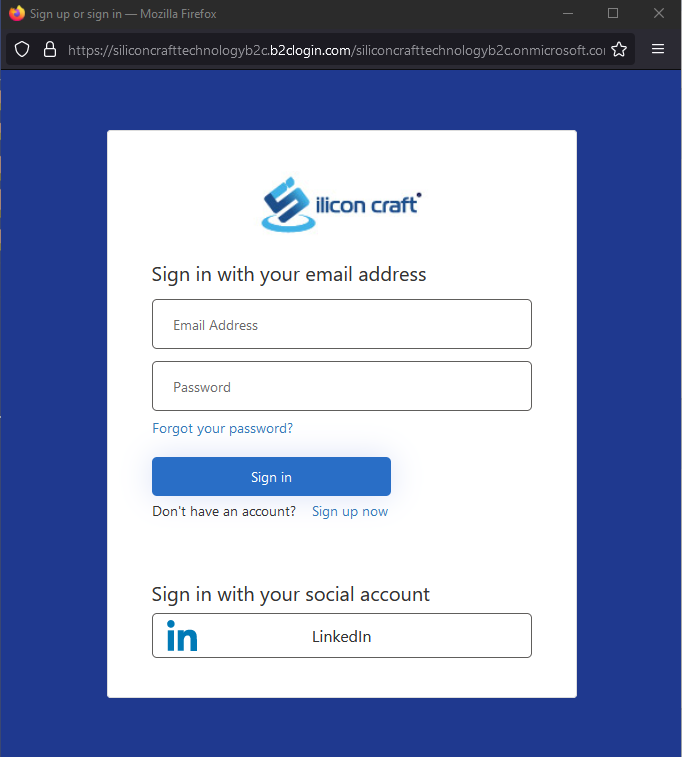 Sign up or sign in — Mozilla Firefox
https://siliconcrafttechnologyb2c.b2clogin.com/siliconcrafttechnologyb2c.onmicrosoft.co
ilicon craft
Sign in with your email address
Email Address
Password
Forgot your password?
Sign in
Don't have an account? Sign up now
Sign in with your social account
in LinkedIn